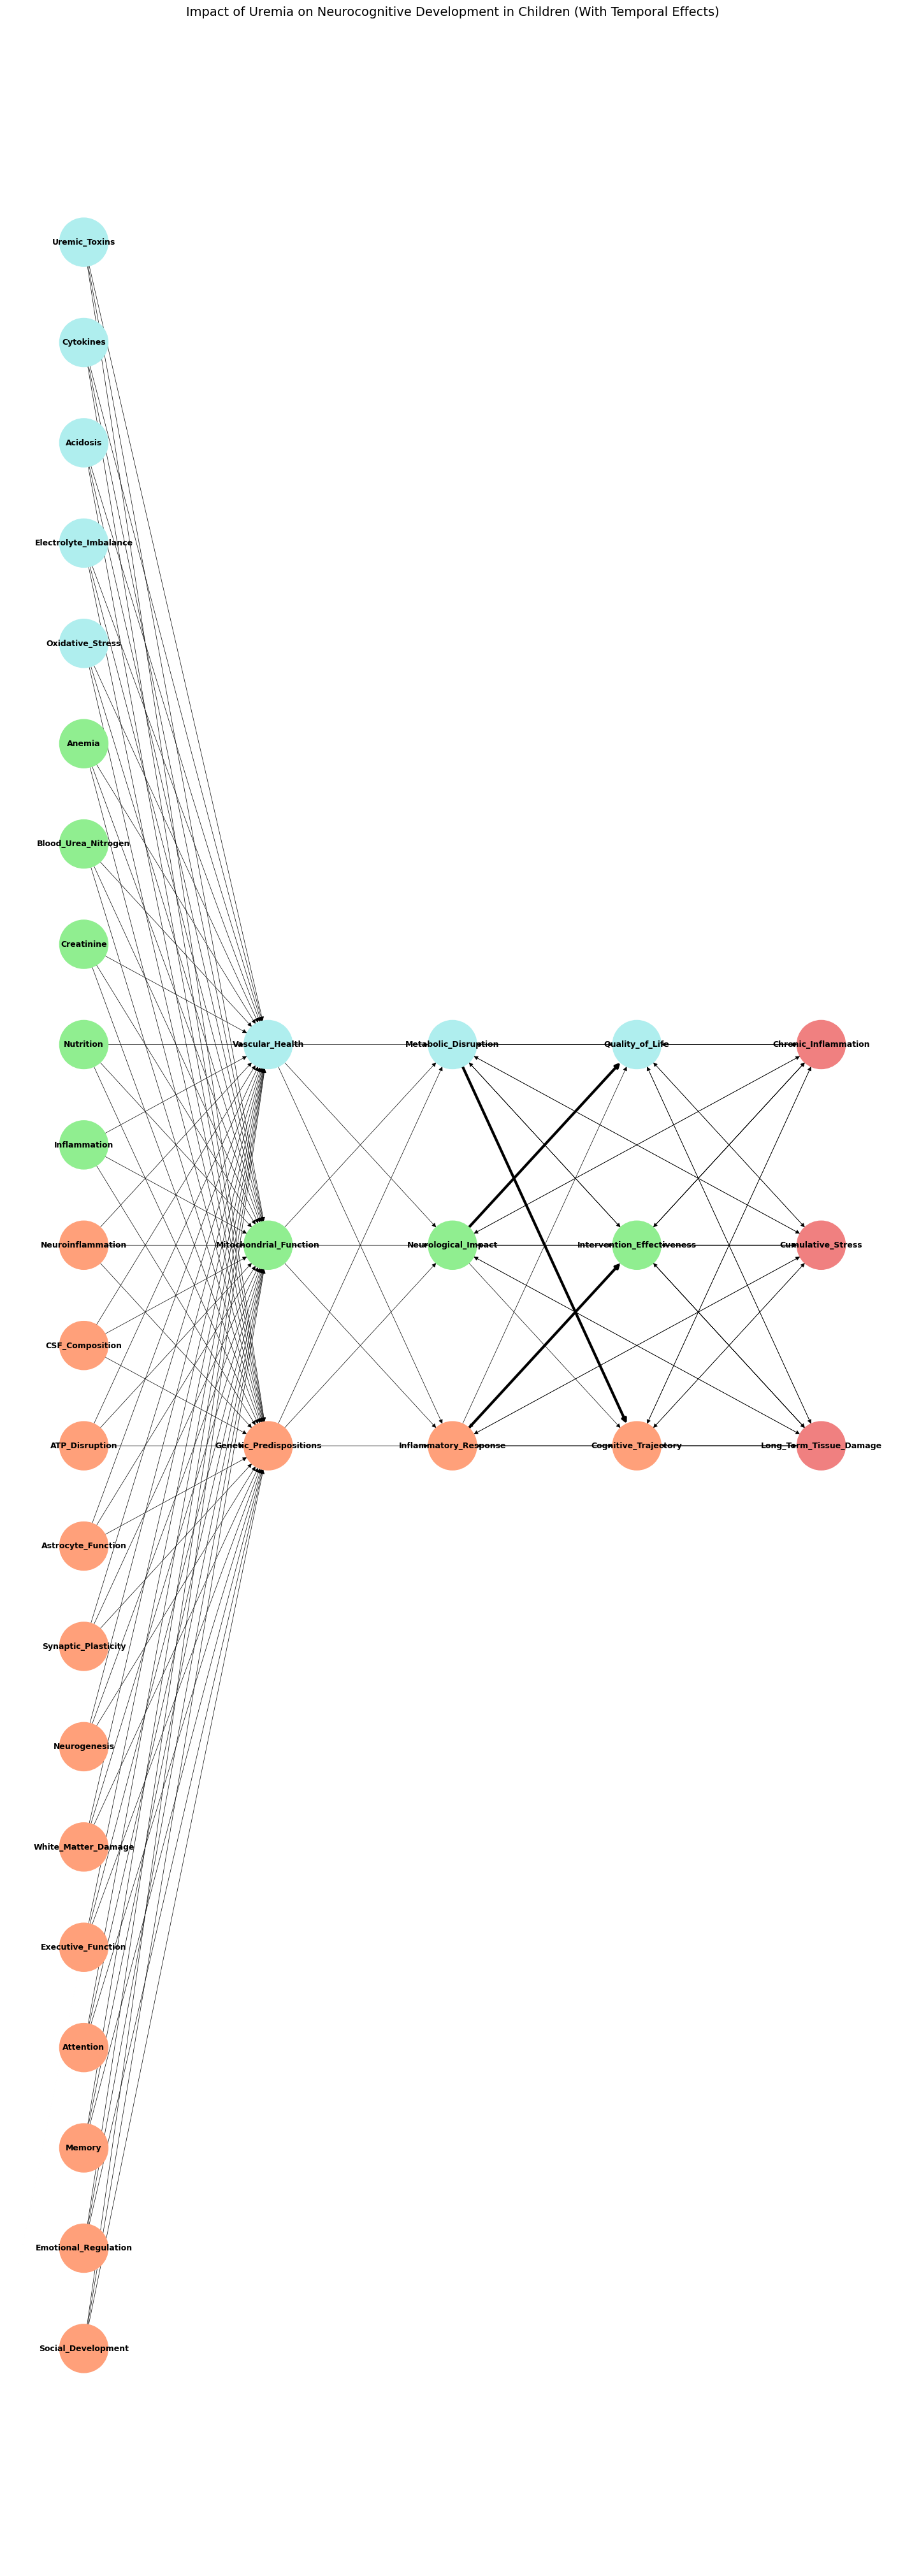 Impact of Uremia on Neurocognitive Development in Children (With Temporal Effects)
Uremic_Toxins
Cytokines
Acidosis
Electrolyte_Imbalance
Oxidative_Stress
Anemia
Blood_Urea_Nitrogen
Creatinine
Nutrition
Vascular_Health
Metabolic_Disruption
Quality_of_Life
Chronic_Inflammation
Inflammation
Neuroinflammation
Mitochondrial_Function
Neurological_Impact
Intervention_Effectiveness
Cumulative_Stress
CSF_Composition
ATP_Disruption
Genetic_Predispositions
Inflammatory_Response
Cognitive_Trajectory
Long_Term_Tissue_Damage
Astrocyte_Function
Synaptic_Plasticity
Neurogenesis
White_Matter_Damage
Executive_Function
Attention
Memory
Emotional_Regulation
Social_Development